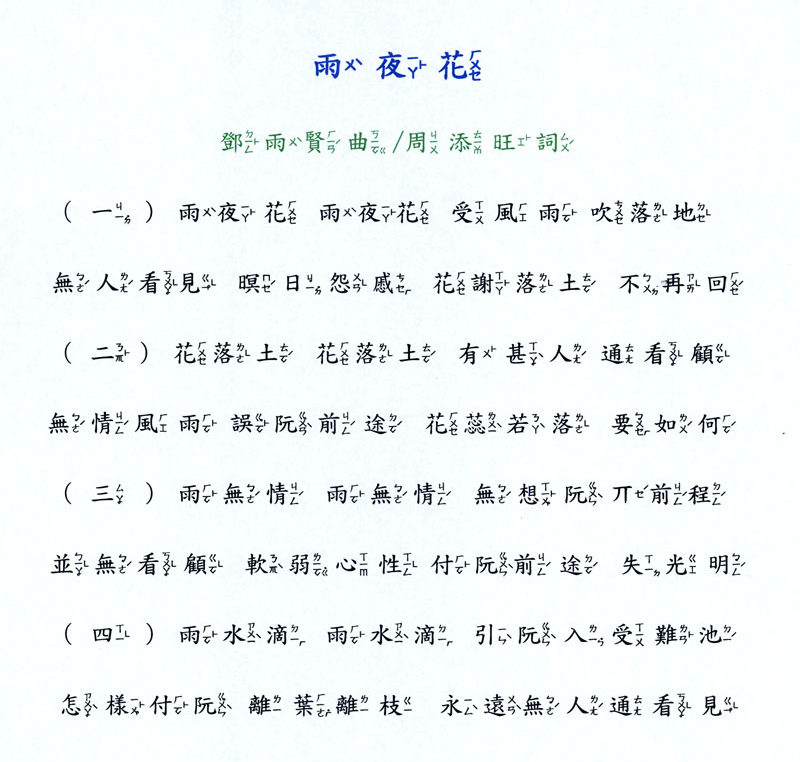 雨夜花
鄧雨賢曲/周添旺詞
(一) 雨夜花 雨夜花 受風雨 吹落地
無人看見 暝日怨慼 花謝落土 不再回
(二) 花落土 花落土 有甚人 通看顧
無情風雨 誤阮前途 花蕊若落 要如何
(三) 雨無情 雨無情 無想阮丌前程
並無看顧 軟弱心性 付阮前途 失光明
(四) 雨水滴 雨水滴 引阮入受難池
怎樣付阮 離葉離枝 永遠無人通看見